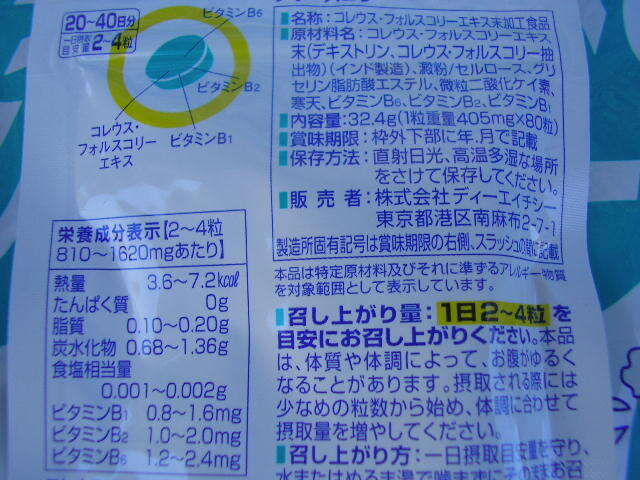 20～40日分
一日摂取目安量2～4粒
ビタミンB6
ビタミンB2
ビタミンB1
コレウス・
フォルスコリー
エキス
■名称：コレウス・フォルスコリーエキス末加工食品
■原材料名：コレウス・フォルスコリーエキス
末(デキストリン、コレウス・フォルスコリー抽
出物)(インド製造)、澱粉/セルロース、グリ
セリン脂肪酸エステル、微粒二酸化ケイ素、
寒天、ビタミンB6、ビタミンB2、ビタミンB1
■内容量：32.4g(1粒重量405mg×80粒)
■賞味期限：枠外下部に年.月で記載
■保存方法：直射日光、高温多湿な場所
をさけて保存してください。
■販売者：株式会社ディーエイチシー
東京都港区南麻布2-7-1
製造所固有記号は賞味期限の右側、スラッシュの後に記載
本品は特定原材料及びそれに準ずるアレルギー物質
を対象範囲として表示しています。
■召し上がり量：1日2～4粒を
目安にお召し上がりください。本品
は、体質や体調によって、お腹がゆるく
なることがあります。摂取される際には
少なめの粒数から始め、体調に合わせて
摂取量を増やしてください。
■召し上がり方：一日摂取目安量を守り、
水またはぬるま湯で噛まずにそのままお召
栄養成分表示[2～4粒
810～1620mgあたり]
熱量 3.6～7.2kcal
たんぱく質 0g
脂質 0.10～0.20g
炭水化物 0.68～1.36g
食塩相当量
0.001～0.002g
ビタミンB1 0.8～1.6mg
ビタミンB2 1.0～2.0mg
ビタミンB6 1.2～2.4mg